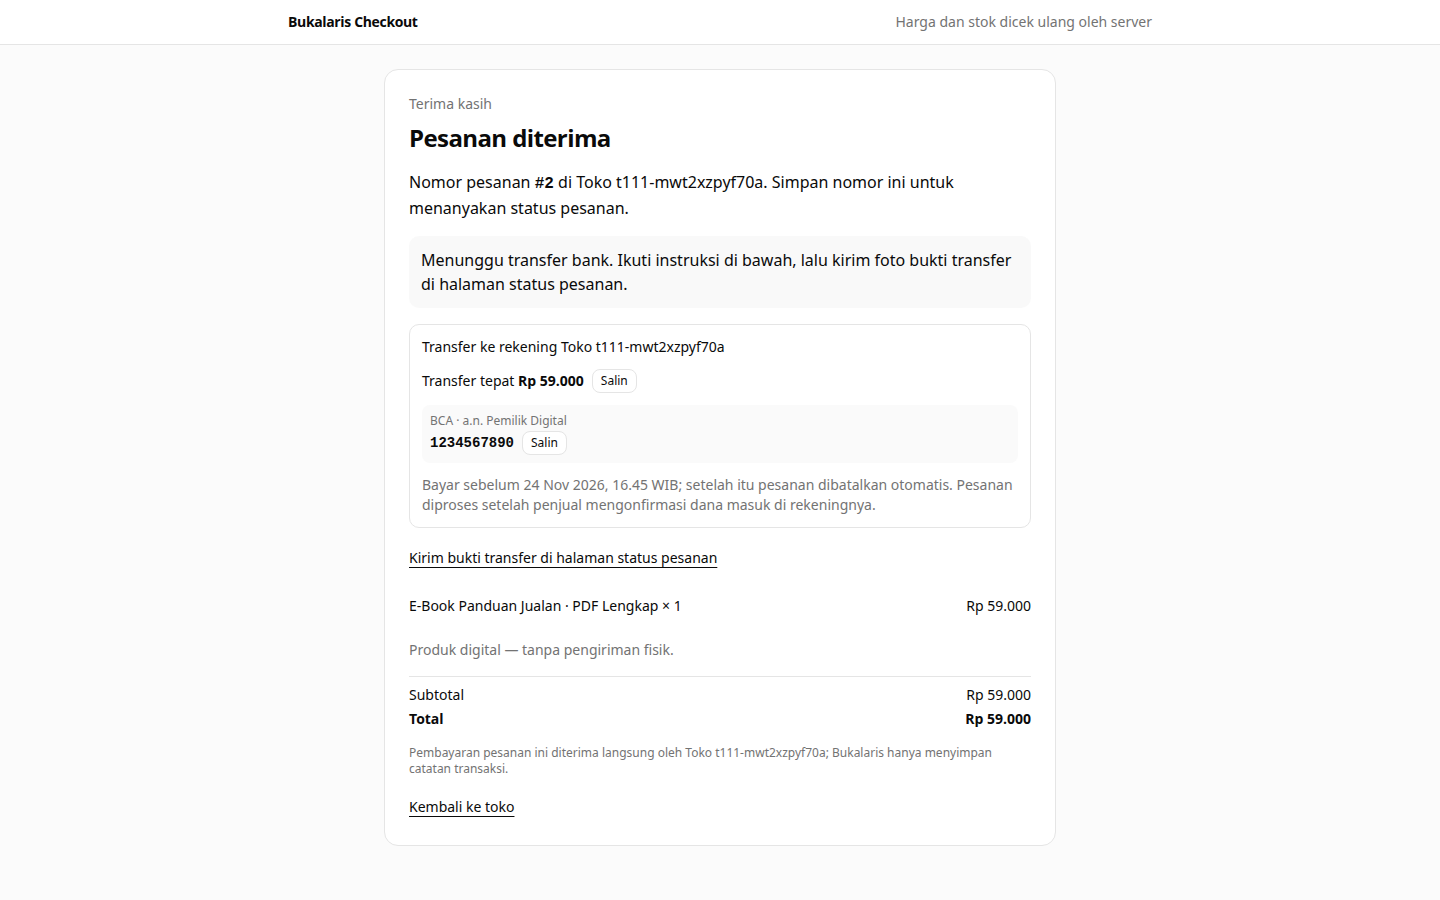 Bukalaris Checkout
Harga dan stok dicek ulang oleh server
Terima kasih
Pesanan diterima
Nomor pesanan #2 di Toko t111-mwt2xzpyf70a. Simpan nomor ini untuk
menanyakan status pesanan.
Menunggu transfer bank. Ikuti instruksi di bawah, lalu kirim foto bukti transfer
di halaman status pesanan.
Transfer ke rekening Toko t111-mwt2xzpyf70a
Transfer tepat Rp 59.000 Salin
BCA · a.n. Pemilik Digital
1234567890 Salin
Bayar sebelum 24 Nov 2026, 16.45 WIB; setelah itu pesanan dibatalkan otomatis. Pesanan
diproses setelah penjual mengonfirmasi dana masuk di rekeningnya.
Kirim bukti transfer di halaman status pesanan
E-Book Panduan Jualan · PDF Lengkap × 1 Rp 59.000
Produk digital — tanpa pengiriman fisik.
Subtotal Rp 59.000
Total Rp 59.000
Pembayaran pesanan ini diterima langsung oleh Toko t111-mwt2xzpyf70a; Bukalaris hanya menyimpan
catatan transaksi.
Kembali ke toko